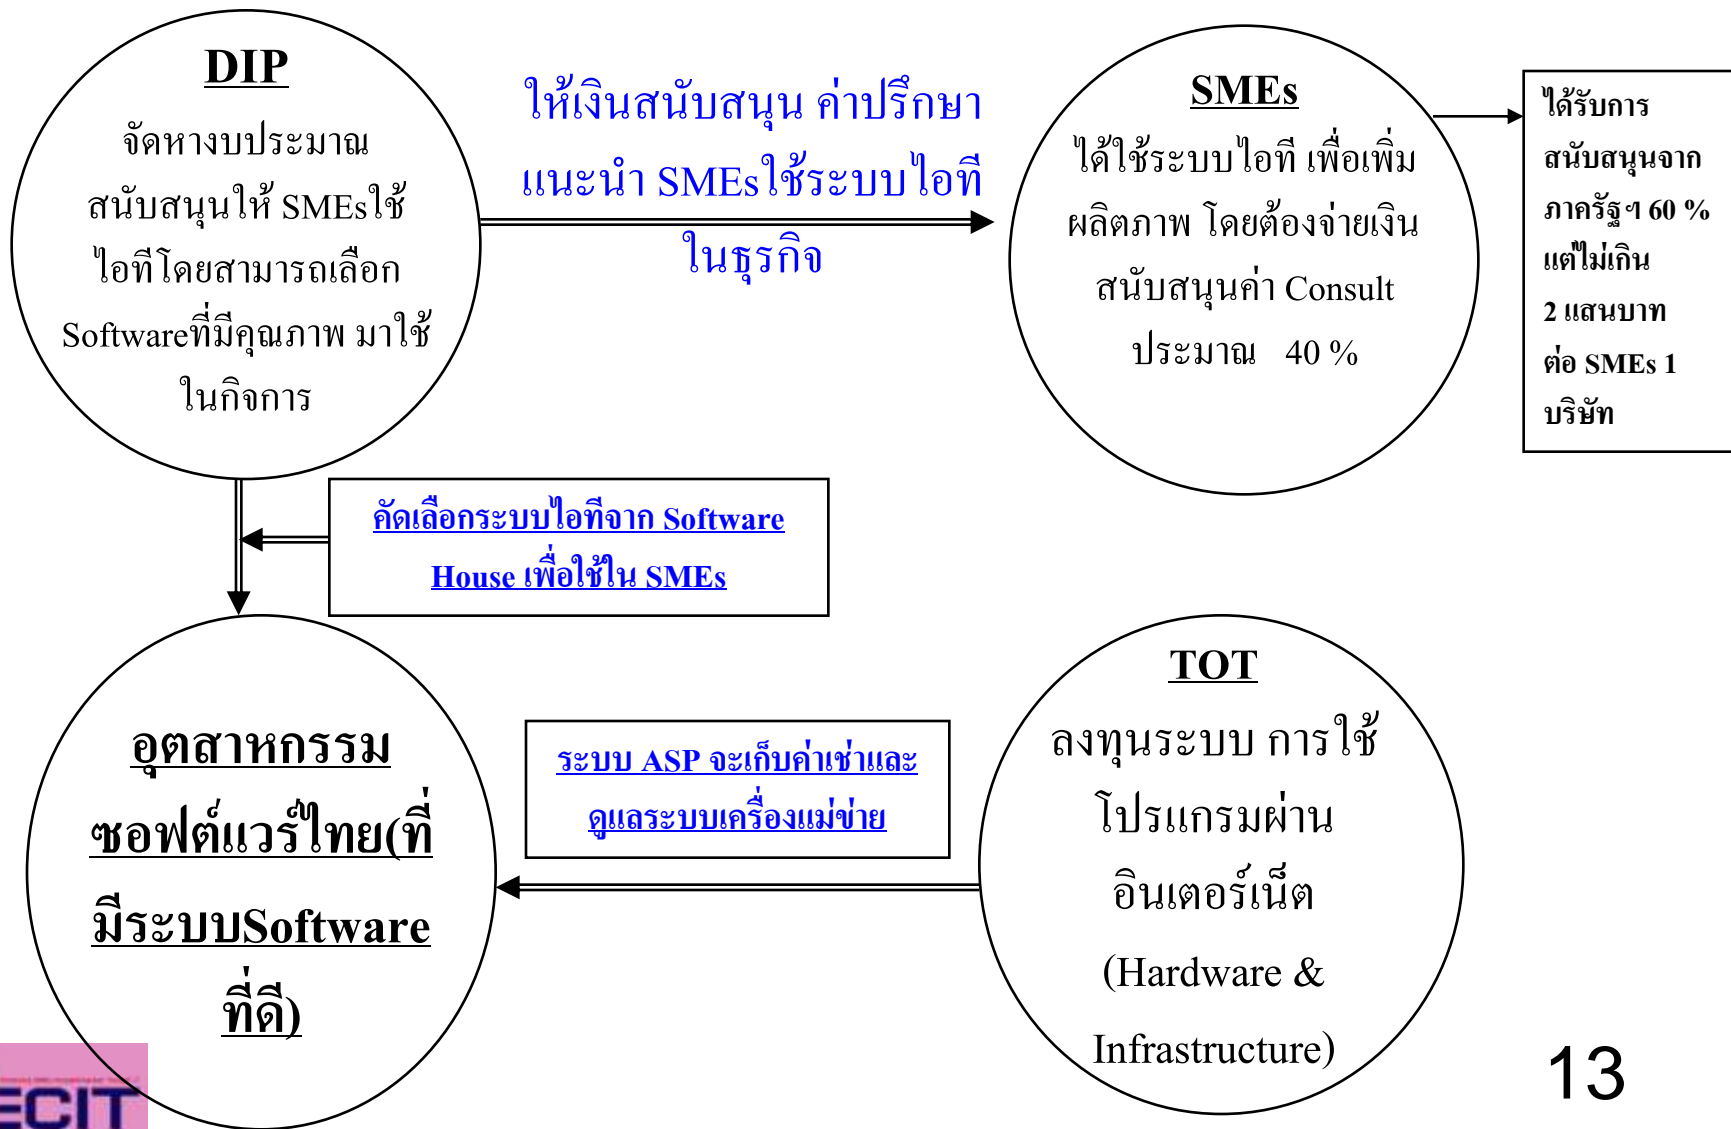 DIP
จัดหางบประมาณ
สนับสนุนให้ SMEsใช้
ไอทีโดยสามารถเลือก
Softwareที่มีคุณภาพ มาใช้
ในกิจการ
ให้เงินสนับสนุน ค่าปรึกษา
แนะนำ SMEsใช้ระบบไอที
ในธุรกิจ
SMEs
ได้ใช้ระบบไอที เพื่อเพิ่ม
ผลิตภาพ โดยต้องจ่ายเงิน
สนับสนุนค่า Consult
ประมาณ 40 %
ได้รับการ
สนับสนุนจาก
ภาครัฐฯ 60 %
แต่ไม่เกิน
2 แสนบาท
ต่อ SMEs 1
บริษัท
คัดเลือกระบบไอทีจาก Software
House เพื่อใช้ใน SMEs
อุตสาหกรรม
ซอฟต์แวร์ไทย(ที่
มีระบบSoftware
ที่ดี)
ระบบ ASP จะเก็บค่าเช่าและ
ดูแลระบบเครื่องแม่ข่าย
TOT
ลงทุนระบบ การใช้
โปรแกรมผ่าน
อินเตอร์เน็ต
(Hardware &
Infrastructure)
ECIT
13